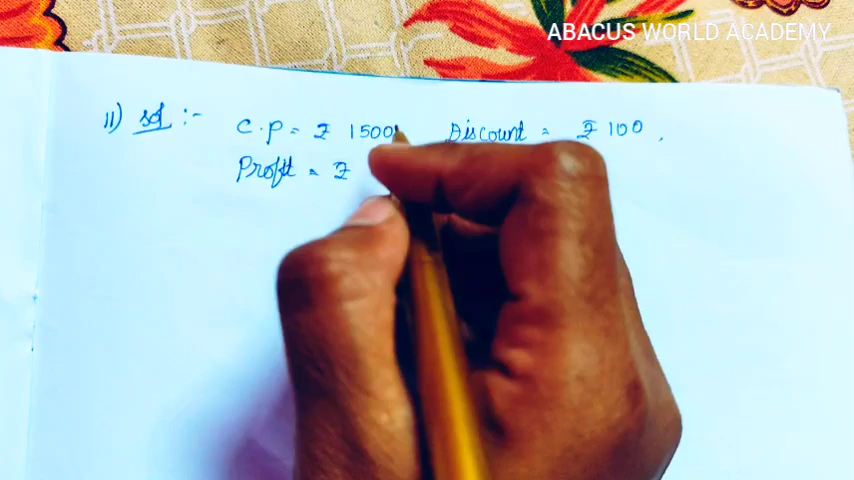 ABACUS WORLD ACADEMY
11) Sol :- C.P = ₹ 1500 Discount = ₹ 100
Profit = ₹